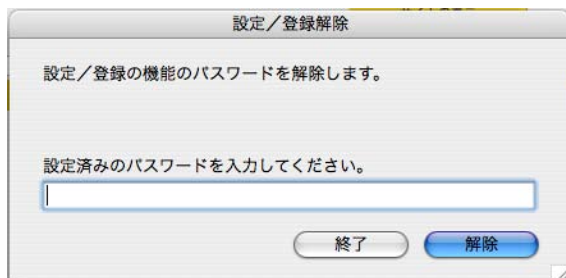 設定／登録解除
設定／登録の機能のパスワードを解除します。
設定済みのパスワードを入力してください。
終了
解除